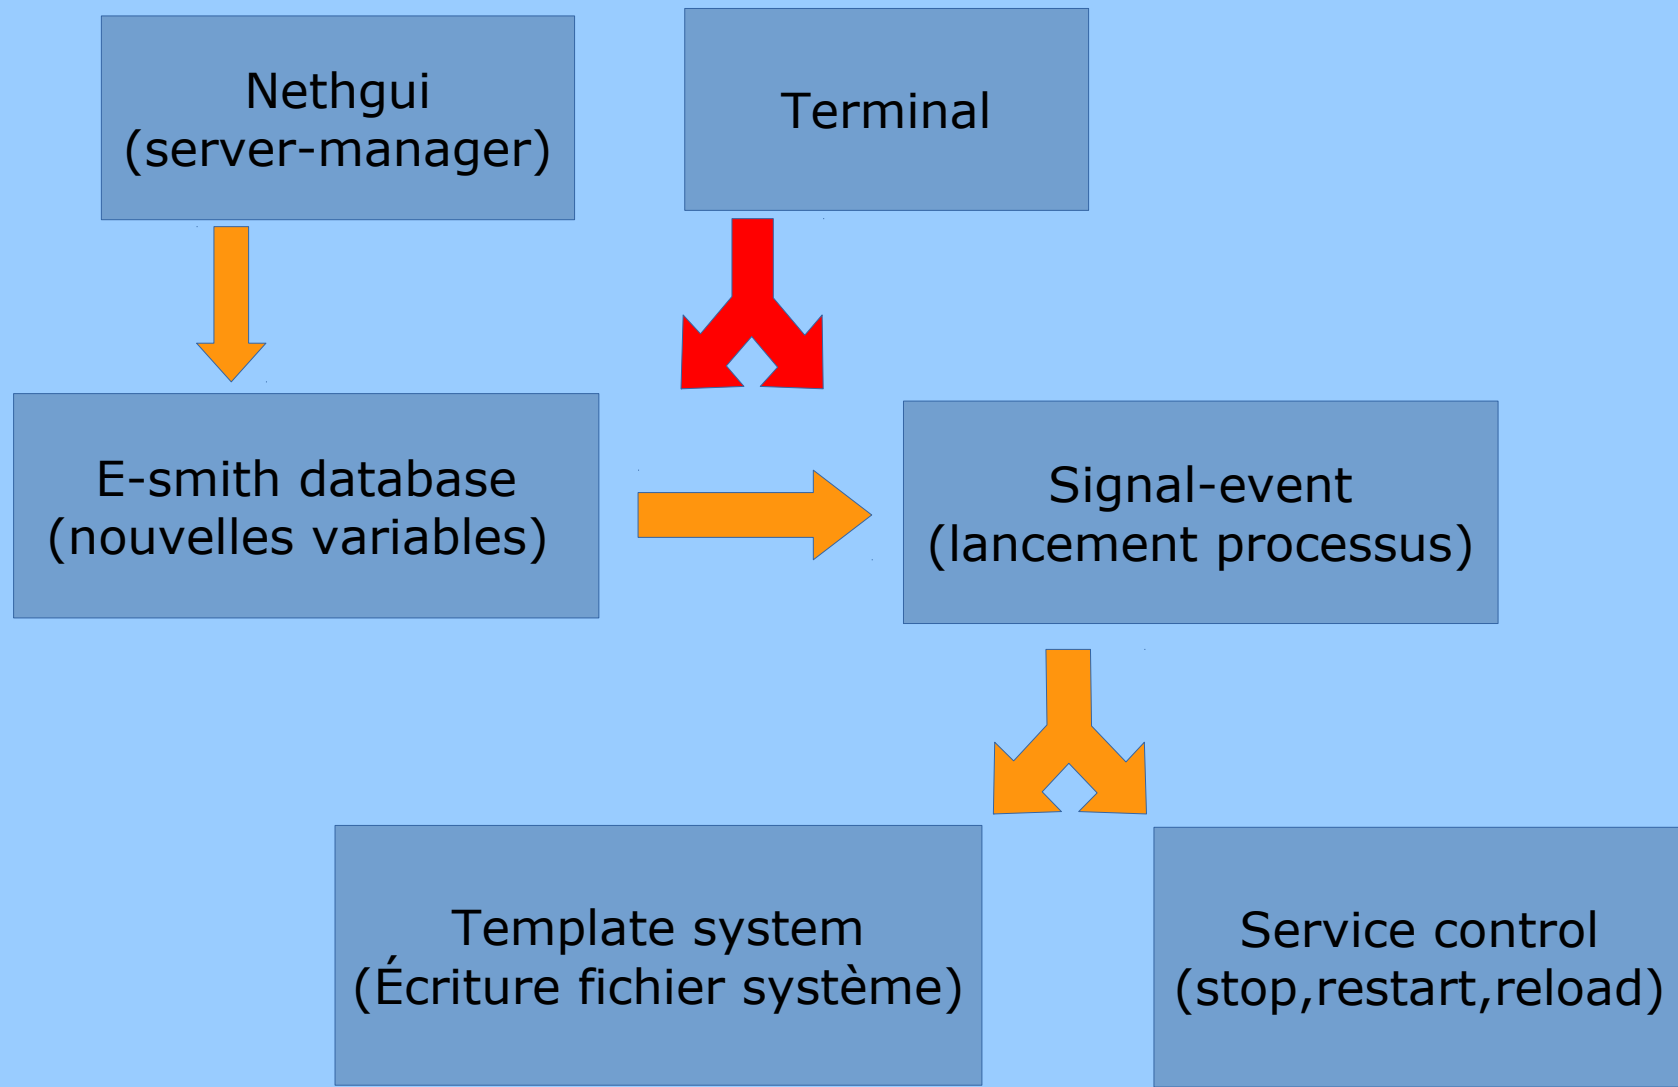 Nethgui
(server-manager)
Terminal
E-smith database
(nouvelles variables)
Signal-event
(lancement processus)
Template system
(Écriture fichier système)
Service control
(stop,restart,reload)